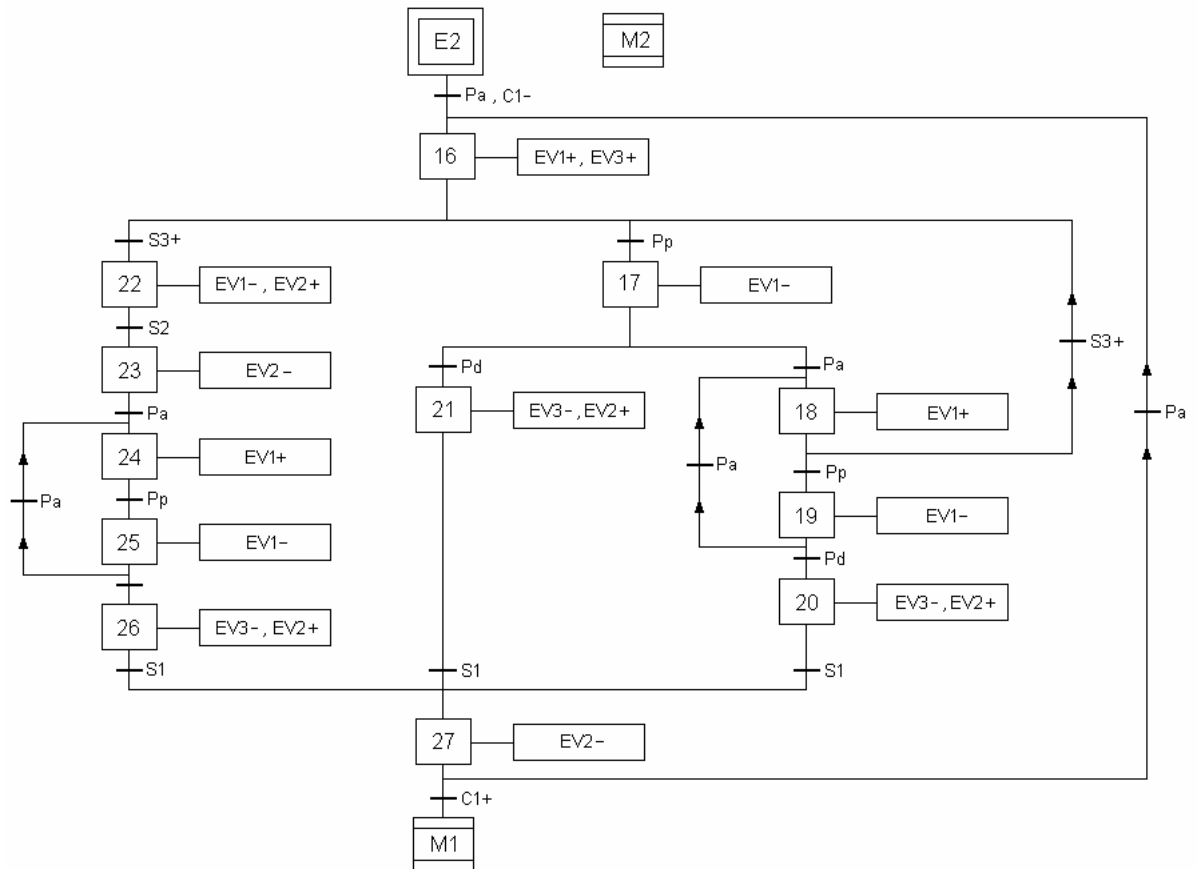 E2
M2
Pa , C1-
16
EV1+, EV3+
S3+
Pp
22
EV1- , EV2+
17
EV1-
S2
S3+
23
EV2-
Pd
Pa
21
EV3- ,EV2+
18
EV1+
Pa
Pa
24
EV1+
Pa
Pp
Pa
Pp
19
EV1-
25
EV1-
Pd
20
EV3- ,EV2+
26
EV3- , EV2+
S1
S1
S1
27
EV2-
C1+
M1